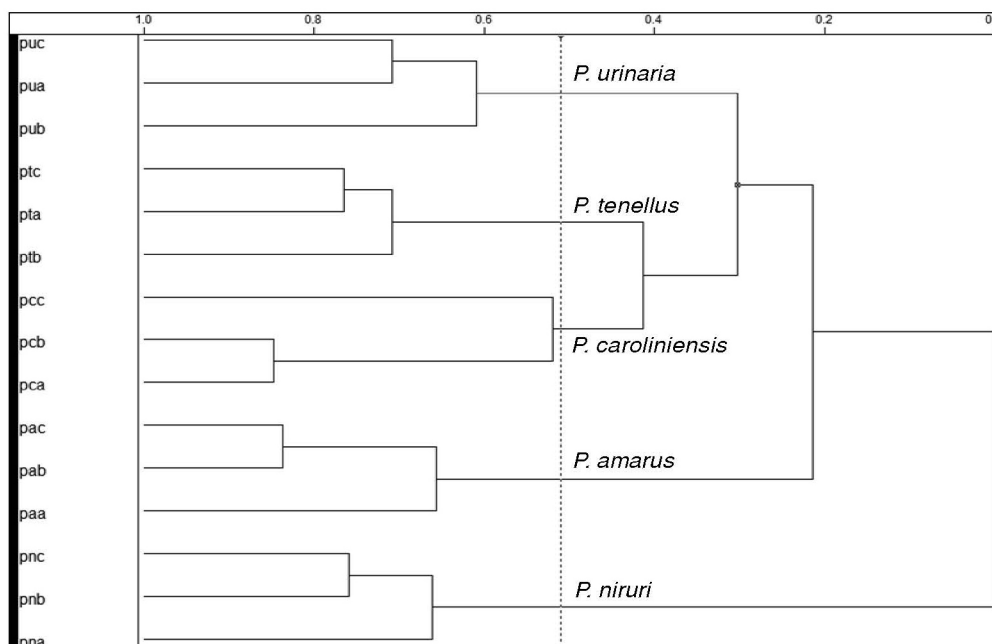 1.0 0.8 0.6 0.4 0.2 0
puc
P. urinaria
pua
pub
ptc
P. tenellus
pta
ptb
pcc
pcb
P. caroliniensis
pca
pac
pab
P. amarus
paa
pnc
P. niruri
pnb
pna